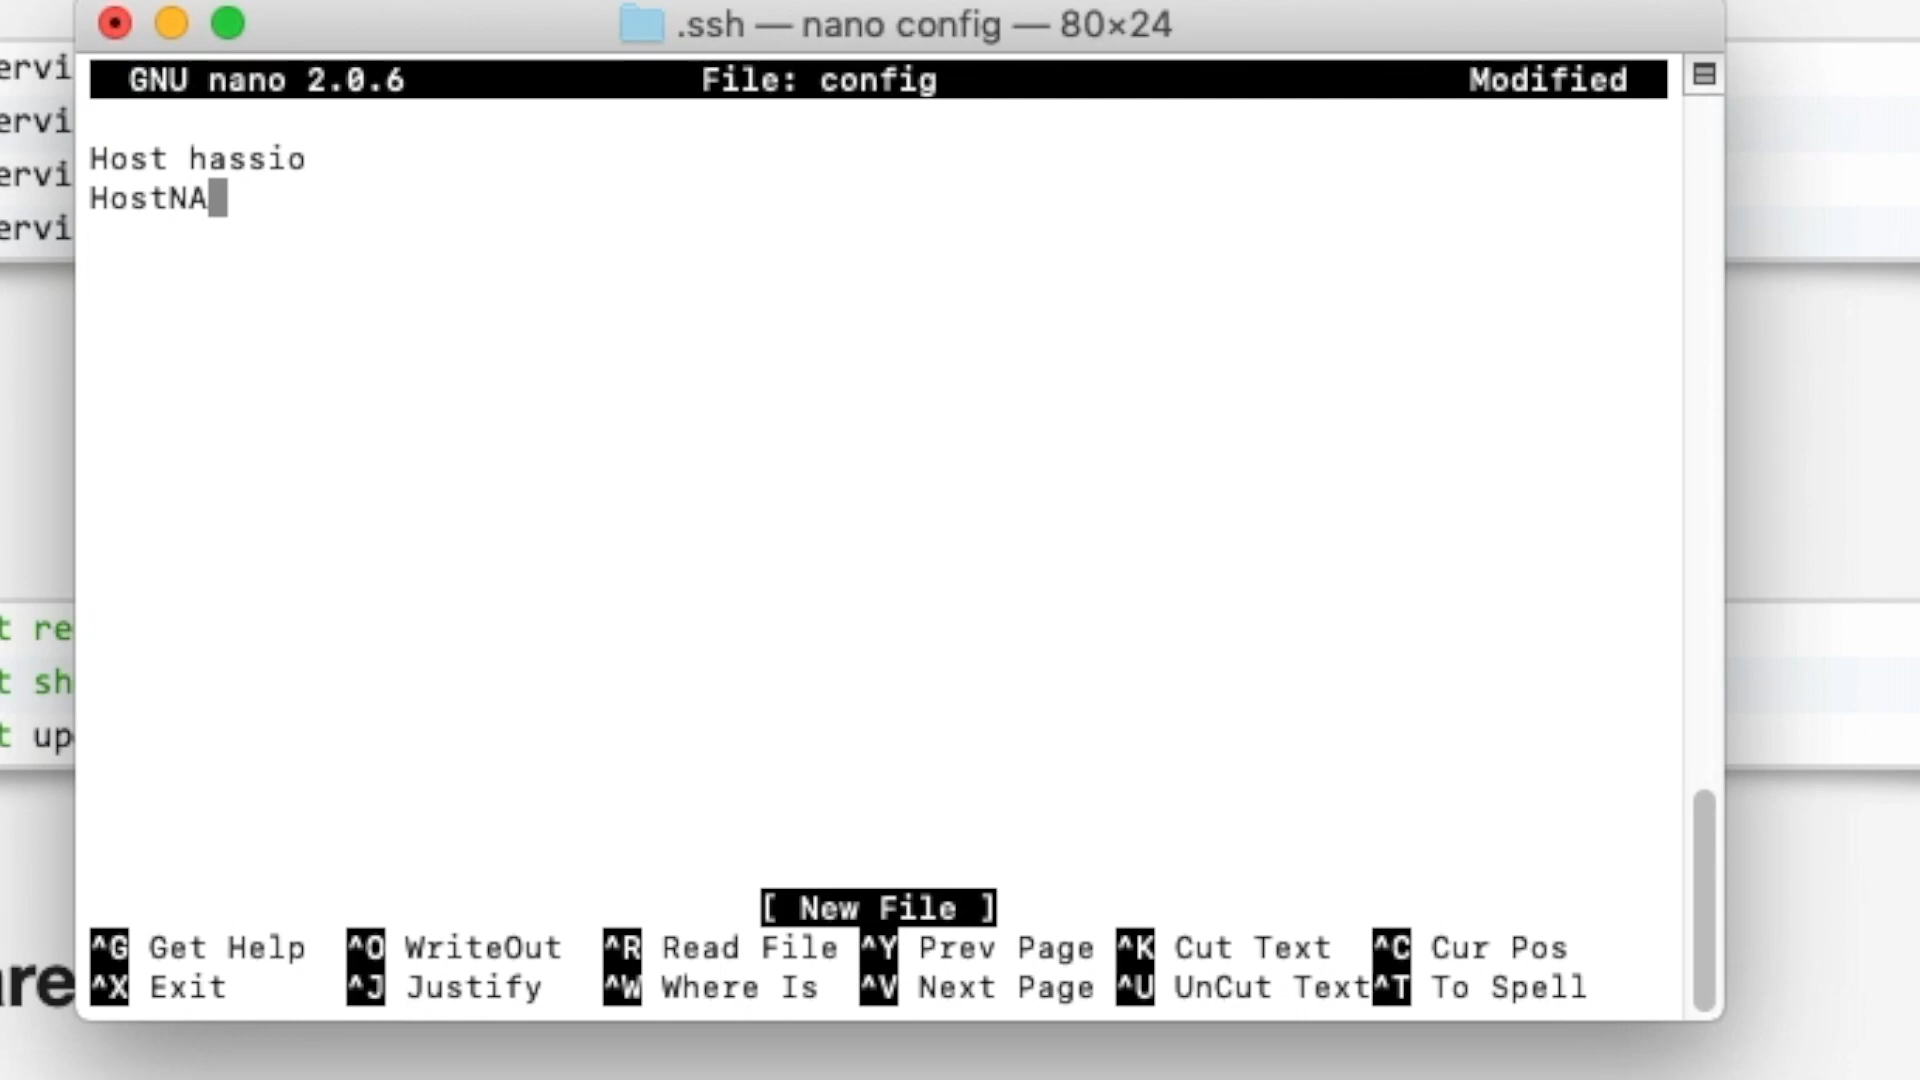 .ssh — nano config — 80×24
GNU nano 2.0.6 File: config Modified
ervi
ervi
ervi
ervi
Host hassio
HostNA
t re
t sh
t up
are
[ New File ]
^G Get Help ^O WriteOut ^R Read File ^Y Prev Page ^K Cut Text ^C Cur Pos
^X Exit ^J Justify ^W Where Is ^V Next Page ^U UnCut Text ^T To Spell